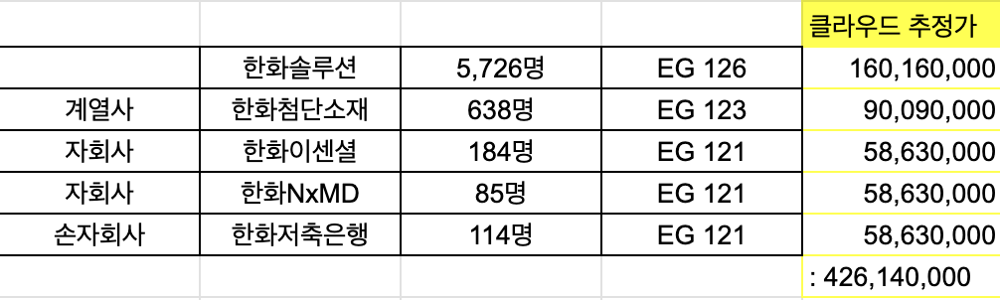 클라우드 추정가
한화솔루션 5,726명 EG 126 160,160,000
계열사 한화첨단소재 638명 EG 123 90,090,000
자회사 한화이센셜 184명 EG 121 58,630,000
자회사 한화NxMD 85명 EG 121 58,630,000
손자회사 한화저축은행 114명 EG 121 58,630,000
: 426,140,000